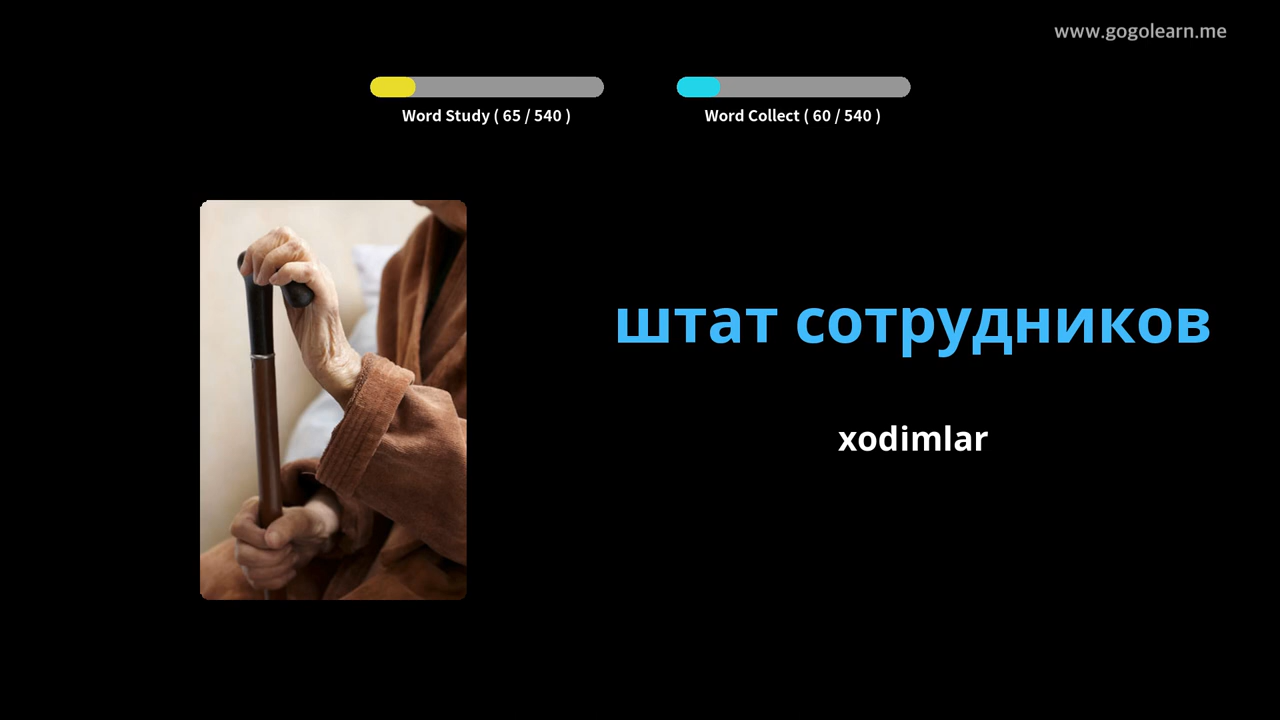 www.gogolearn.me
Word Study ( 65 / 540 )
Word Collect ( 60 / 540 )
штат сотрудников
xodimlar